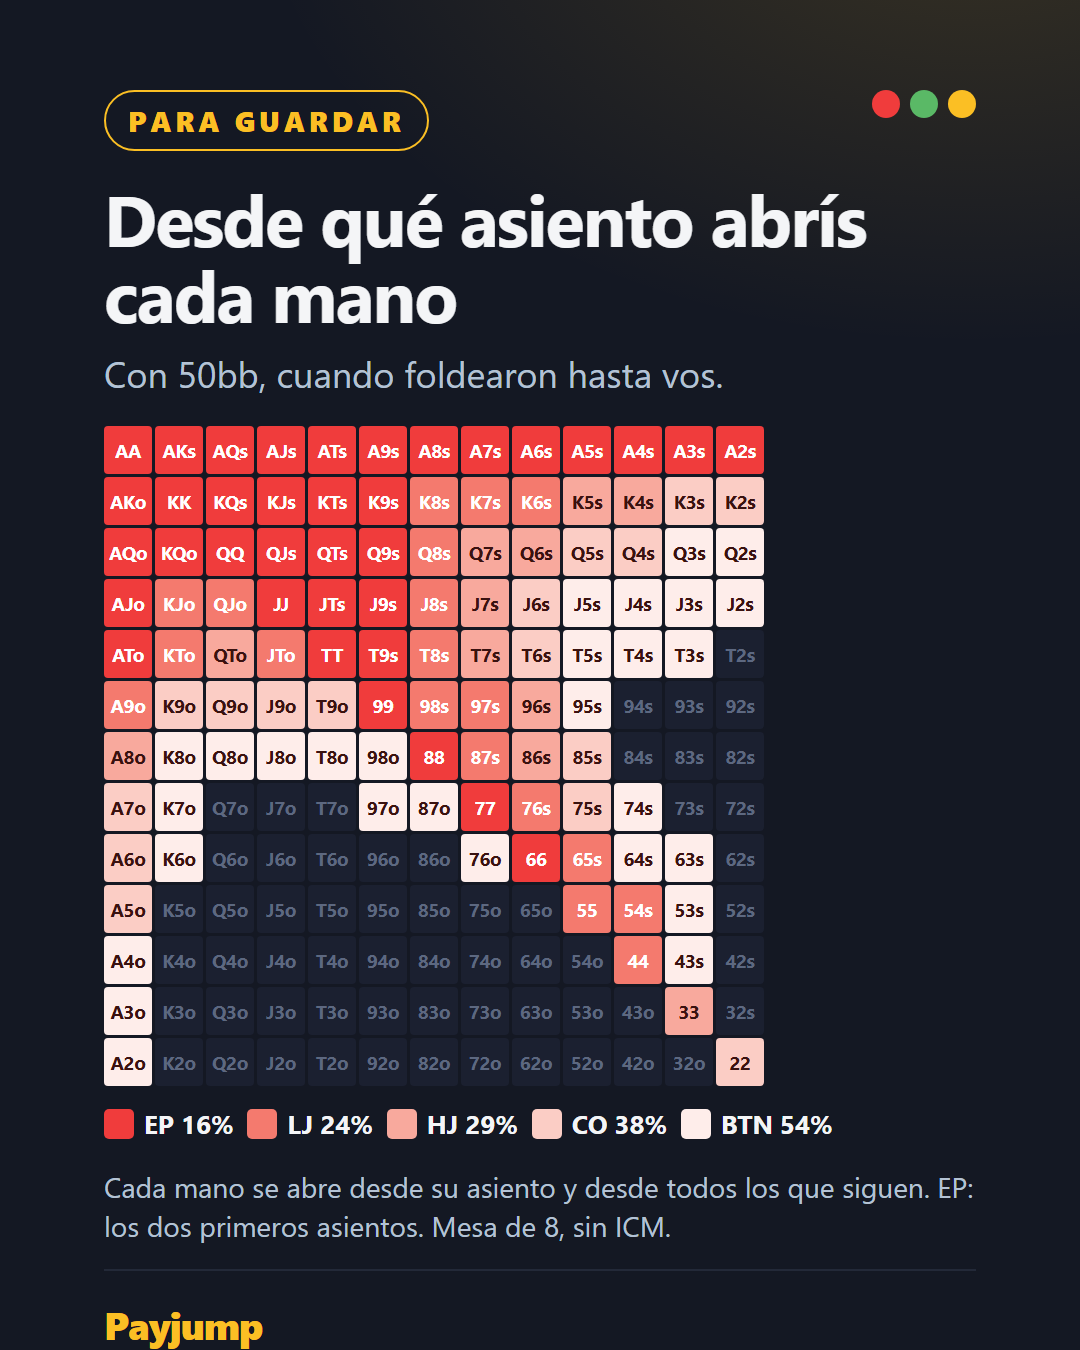 PARA GUARDAR
Desde qué asiento abrís
cada mano
Con 50bb, cuando foldearon hasta vos.
AA AKs AQs AJs ATs A9s A8s A7s A6s A5s A4s A3s A2s
AKo KK KQs KJs KTs K9s K8s K7s K6s K5s K4s K3s K2s
AQo KQo QQ QJs QTs Q9s Q8s Q7s Q6s Q5s Q4s Q3s Q2s
AJo KJo QJo JJ JTs J9s J8s J7s J6s J5s J4s J3s J2s
ATo KTo QTo JTo TT T9s T8s T7s T6s T5s T4s T3s T2s
A9o K9o Q9o J9o T9o 99 98s 97s 96s 95s 94s 93s 92s
A8o K8o Q8o J8o T8o 98o 88 87s 86s 85s 84s 83s 82s
A7o K7o Q7o J7o T7o 97o 87o 77 76s 75s 74s 73s 72s
A6o K6o Q6o J6o T6o 96o 86o 76o 66 65s 64s 63s 62s
A5o K5o Q5o J5o T5o 95o 85o 75o 65o 55 54s 53s 52s
A4o K4o Q4o J4o T4o 94o 84o 74o 64o 54o 44 43s 42s
A3o K3o Q3o J3o T3o 93o 83o 73o 63o 53o 43o 33 32s
A2o K2o Q2o J2o T2o 92o 82o 72o 62o 52o 42o 32o 22
EP 16% LJ 24% HJ 29% CO 38% BTN 54%
Cada mano se abre desde su asiento y desde todos los que siguen. EP:
los dos primeros asientos. Mesa de 8, sin ICM.
Payjump